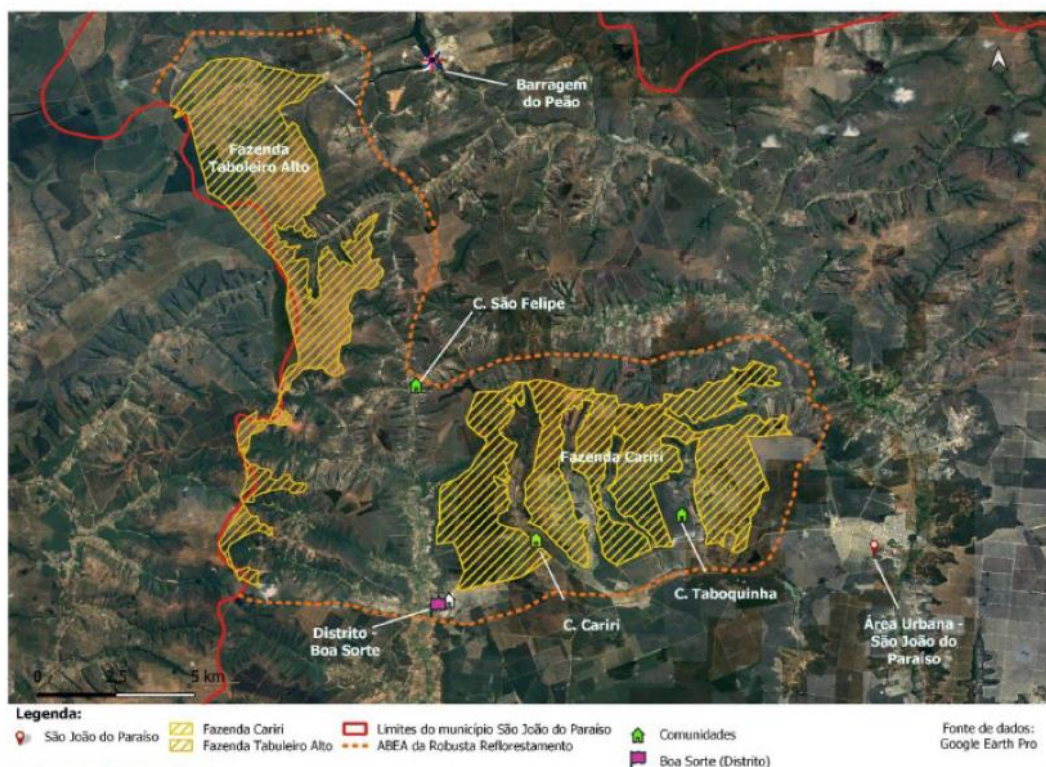 Barragem
do Peão
Fazenda
Taboleiro Alto
C. São Felipe
Fazenda Cariri
C. Taboquinha
C. Cariri
Distrito -
Boa Sorte
Área Urbana -
São João do
Paraíso
0 2,5 5 km
Legenda:
São João do Paraíso
Fazenda Cariri
Fazenda Tabuleiro Alto
Limites do município São João do Paraíso
ABEA da Robusta Reflorestamento
Comunidades
Boa Sorte (Distrito)
Fonte de dados:
Google Earth Pro